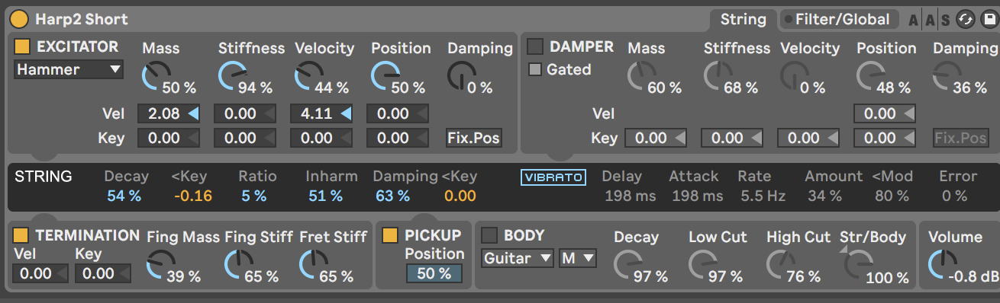 Harp2 Short String Filter/Global A A S
EXCITATOR Mass Stiffness Velocity Position Damping
Hammer 50 % 94 % 44 % 50 % 0 %
Vel 2.08 0.00 4.11 0.00
Key 0.00 0.00 0.00 0.00 Fix.Pos
DAMPER Mass Stiffness Velocity Position Damping
Gated 60 % 68 % 0 % 48 % 36 %
Vel 0.00
Key 0.00 0.00 0.00 0.00 Fix.Pos
STRING Decay <Key Ratio Inharm Damping <Key VIBRATO Delay Attack Rate Amount <Mod Error
54 % -0.16 5 % 51 % 63 % 0.00 198 ms 198 ms 5.5 Hz 34 % 80 % 0 %
TERMINATION Fing Mass Fing Stiff Fret Stiff
Vel Key
0.00 0.00 39 % 65 % 65 %
PICKUP
Position
50 %
BODY Decay Low Cut High Cut Str/Body
Guitar M 97 % 97 % 76 % 100 %
Volume
-0.8 dB